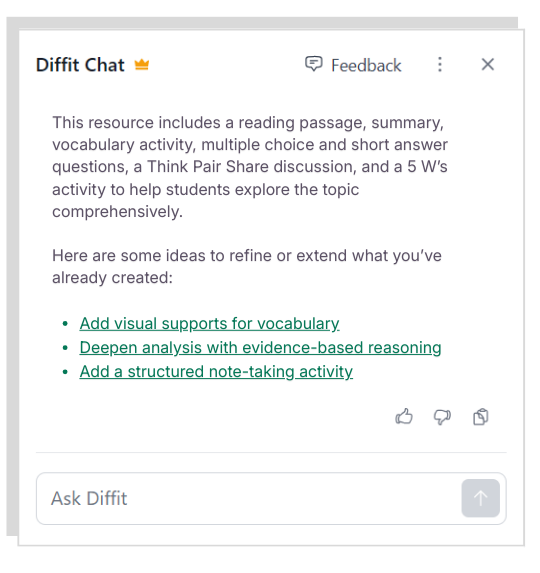 Diffit Chat
Feedback
This resource includes a reading passage, summary,
vocabulary activity, multiple choice and short answer
questions, a Think Pair Share discussion, and a 5 W’s
activity to help students explore the topic
comprehensively.
Here are some ideas to refine or extend what you’ve
already created:
• Add visual supports for vocabulary
• Deepen analysis with evidence-based reasoning
• Add a structured note-taking activity
Ask Diffit